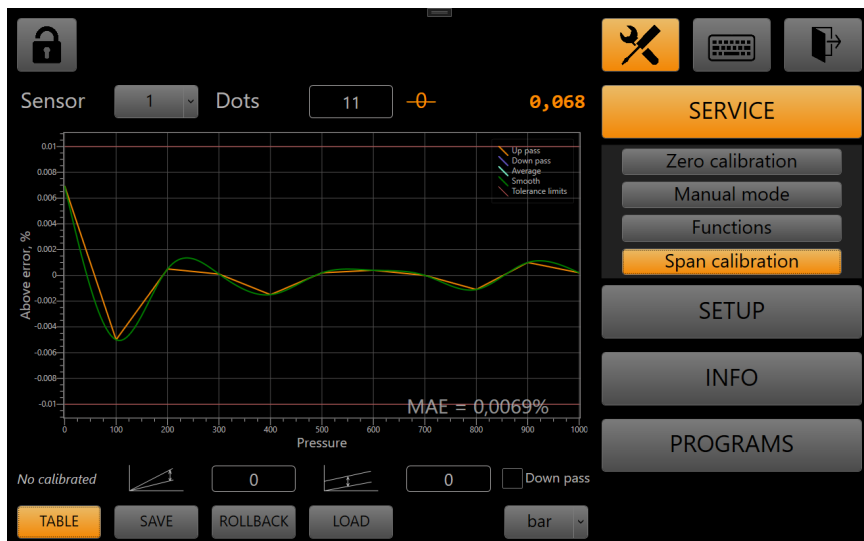 Sensor 1 Dots 11 0,068
SERVICE
Zero calibration
Manual mode
Functions
Span calibration
SETUP
INFO
PROGRAMS
Above error, %
0.01
0.008
0.006
0.004
0.002
0
-0.002
-0.004
-0.006
-0.008
-0.01
Up pass
Down pass
Average
Smooth
Tolerance limits
MAE = 0,0069%
0 100 200 300 400 500 600 700 800 900 1000
Pressure
No calibrated 0 0 Down pass
TABLE SAVE ROLLBACK LOAD bar